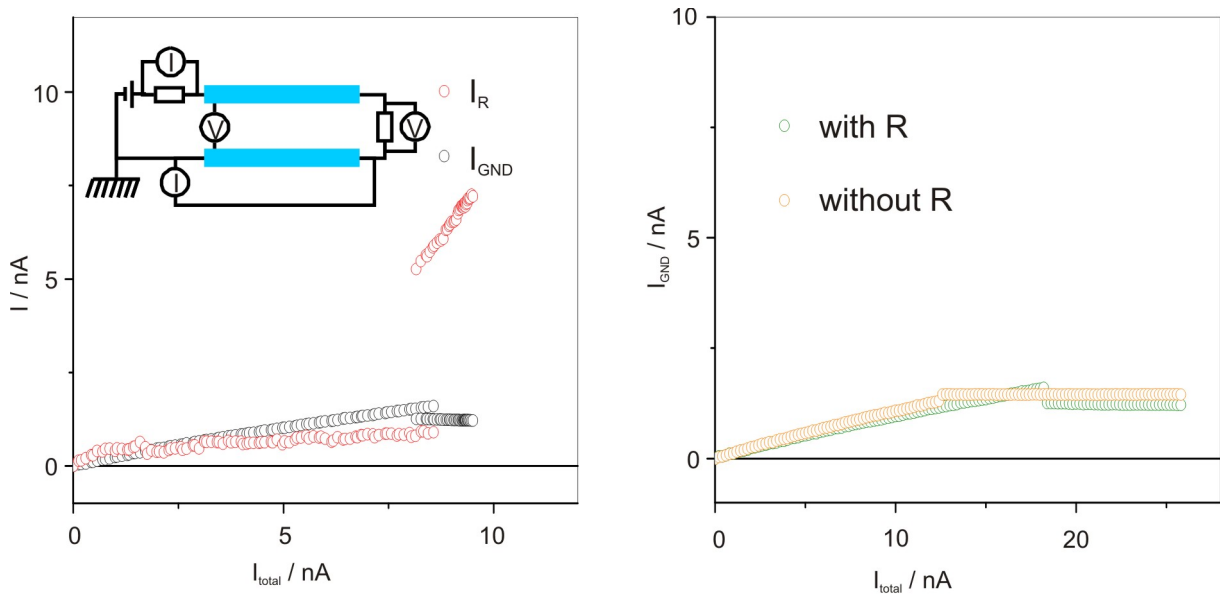 I / nA
10
5
0
0
5
10
I_total / nA
I
V
V
I
I_R
I_GND
I_GND / nA
10
5
0
0
10
20
I_total / nA
with R
without R